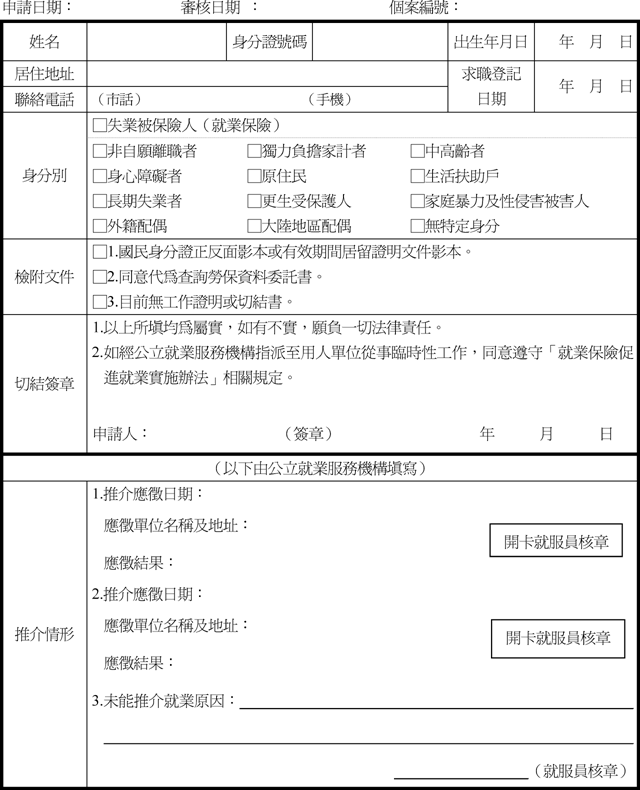 申請日期： 審核日期 ： 個案編號：
姓名 身分證號碼 出生年月日 年 月 日
居住地址 求職登記日期 年 月 日
聯絡電話 （市話） （手機）
身分別
□失業被保險人（就業保險）
□非自願離職者 □獨力負擔家計者 □中高齡者
□身心障礙者 □原住民 □生活扶助戶
□長期失業者 □更生受保護人 □家庭暴力及性侵害被害人
□外籍配偶 □大陸地區配偶 □無特定身分
檢附文件
□1.國民身分證正反面影本或有效期間居留證明文件影本。
□2.同意代為查詢勞保資料委託書。
□3.目前無工作證明或切結書。
切結簽章
1.以上所填均為屬實，如有不實，願負一切法律責任。
2.如經公立就業服務機構指派至用人單位從事臨時性工作，同意遵守「就業保險促
進就業實施辦法」相關規定。
申請人： （簽章） 年 月 日
（以下由公立就業服務機構填寫）
推介情形
1.推介應徵日期：
應徵單位名稱及地址：
開卡就服員核章
應徵結果：
2.推介應徵日期：
應徵單位名稱及地址：
開卡就服員核章
應徵結果：
3.未能推介就業原因：
（就服員核章）